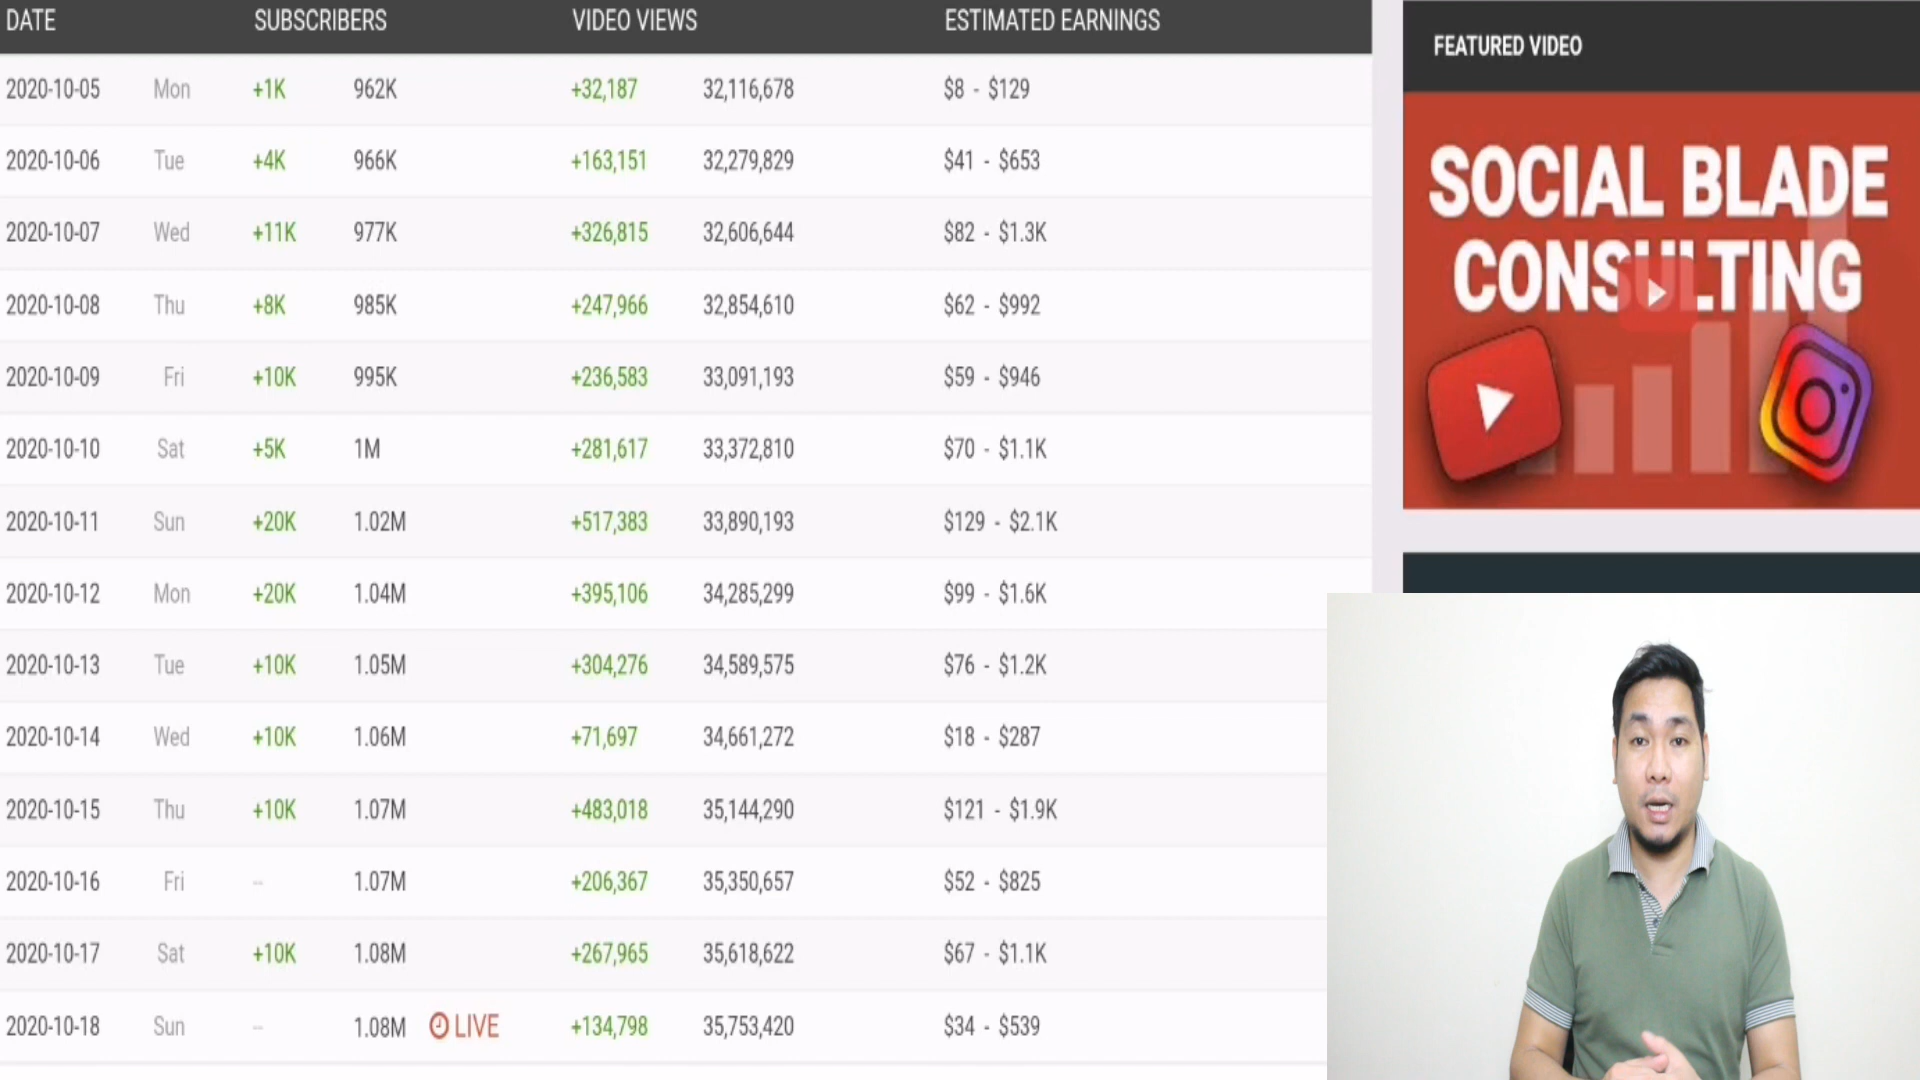 DATE SUBSCRIBERS VIDEO VIEWS ESTIMATED EARNINGS
2020-10-05 Mon +1K 962K +32,187 32,116,678 $8 - $129
2020-10-06 Tue +4K 966K +163,151 32,279,829 $41 - $653
2020-10-07 Wed +11K 977K +326,815 32,606,644 $82 - $1.3K
2020-10-08 Thu +8K 985K +247,966 32,854,610 $62 - $992
2020-10-09 Fri +10K 995K +236,583 33,091,193 $59 - $946
2020-10-10 Sat +5K 1M +281,617 33,372,810 $70 - $1.1K
2020-10-11 Sun +20K 1.02M +517,383 33,890,193 $129 - $2.1K
2020-10-12 Mon +20K 1.04M +395,106 34,285,299 $99 - $1.6K
2020-10-13 Tue +10K 1.05M +304,276 34,589,575 $76 - $1.2K
2020-10-14 Wed +10K 1.06M +71,697 34,661,272 $18 - $287
2020-10-15 Thu +10K 1.07M +483,018 35,144,290 $121 - $1.9K
2020-10-16 Fri -- 1.07M +206,367 35,350,657 $52 - $825
2020-10-17 Sat +10K 1.08M +267,965 35,618,622 $67 - $1.1K
2020-10-18 Sun -- 1.08M LIVE +134,798 35,753,420 $34 - $539
FEATURED VIDEO
SOCIAL BLADE
CONSULTING